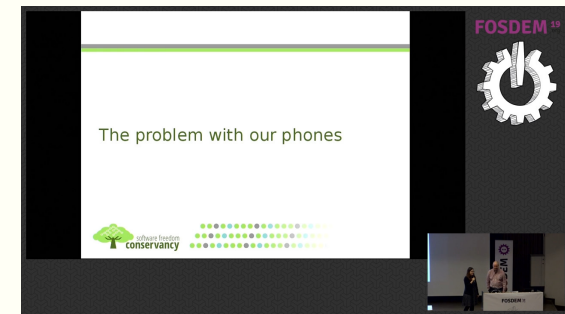 FOSDEM 19
The problem with our phones
software freedom
conservancy
FOSDEM